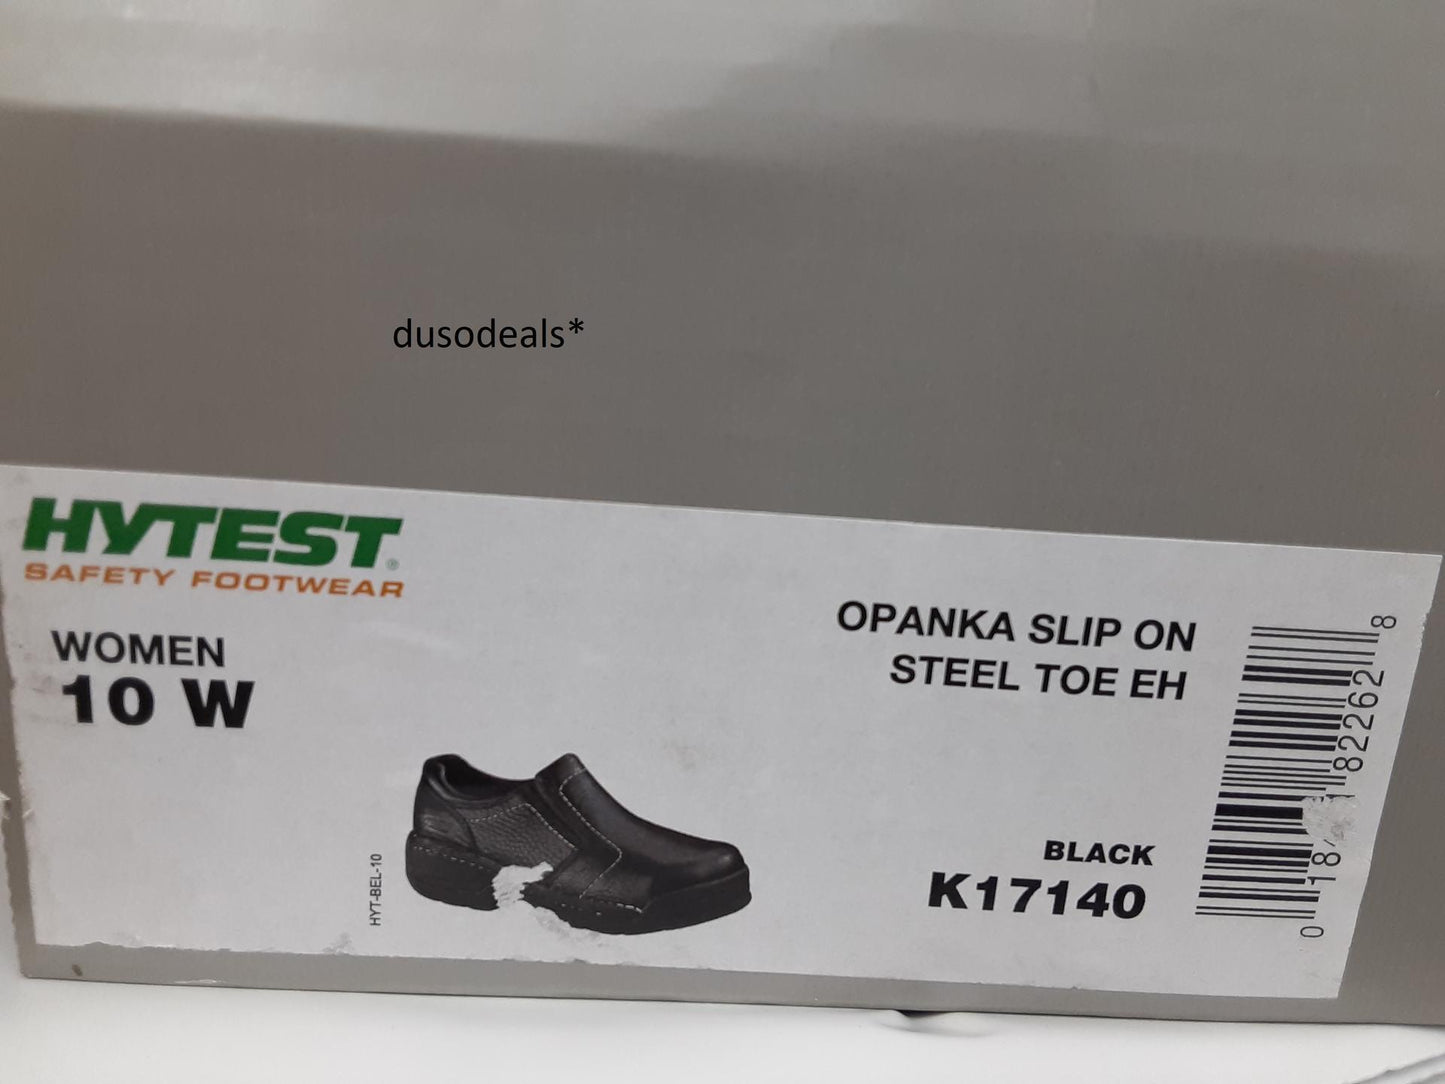 dusodeals*
HYTEST®
SAFETY FOOTWEAR
WOMEN
10 W
HYT-BEL-10
OPANKA SLIP ON
STEEL TOE EH
BLACK
K17140